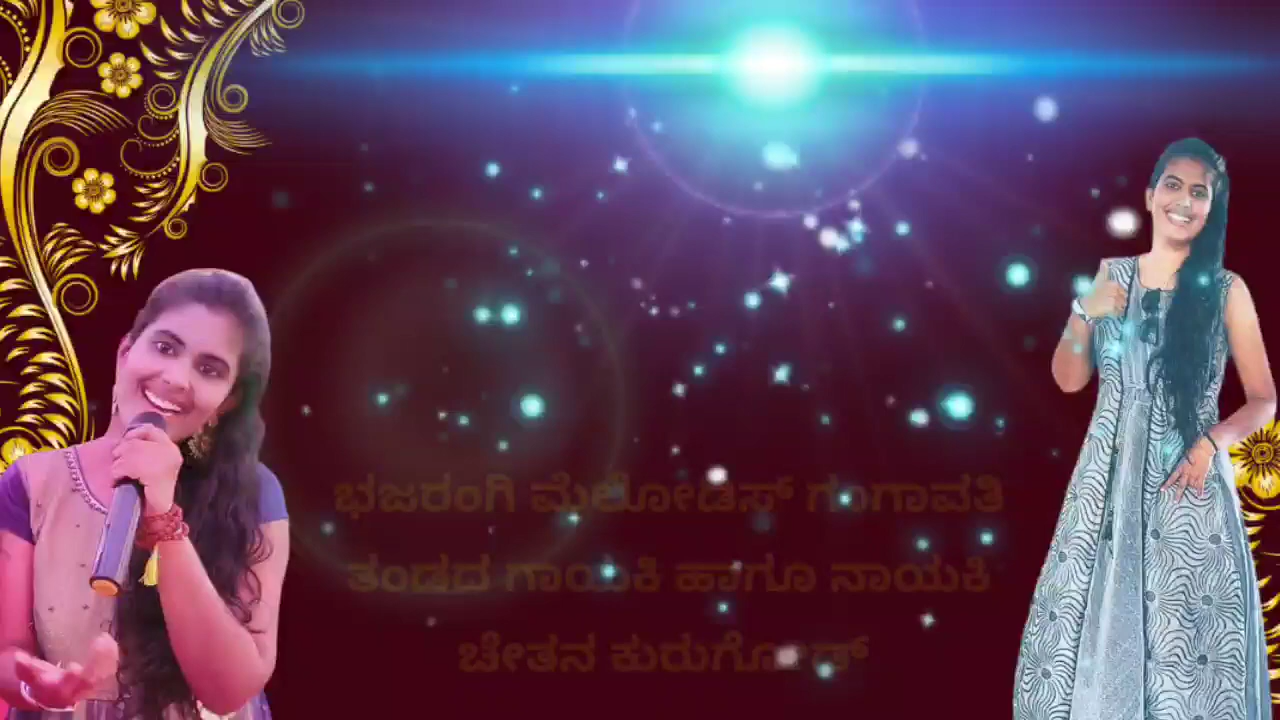 ಭಜರಂಗಿ ಮೆಲೋಡಿಸ್ ಗಂಗಾವತಿ
ತಂಡದ ಗಾಯಕಿ ಹಾಗೂ ನಾಯಕಿ
ಚೇತನ ಕುರುಗೋಡ್